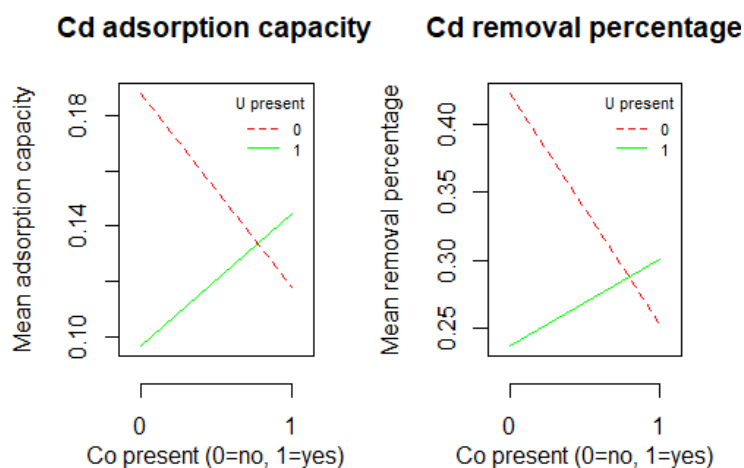 Cd adsorption capacity
Mean adsorption capacity
0.10
0.14
0.18
U present
0
1
0
1
Co present (0=no, 1=yes)
Cd removal percentage
Mean removal percentage
0.25
0.30
0.35
0.40
U present
0
1
0
1
Co present (0=no, 1=yes)